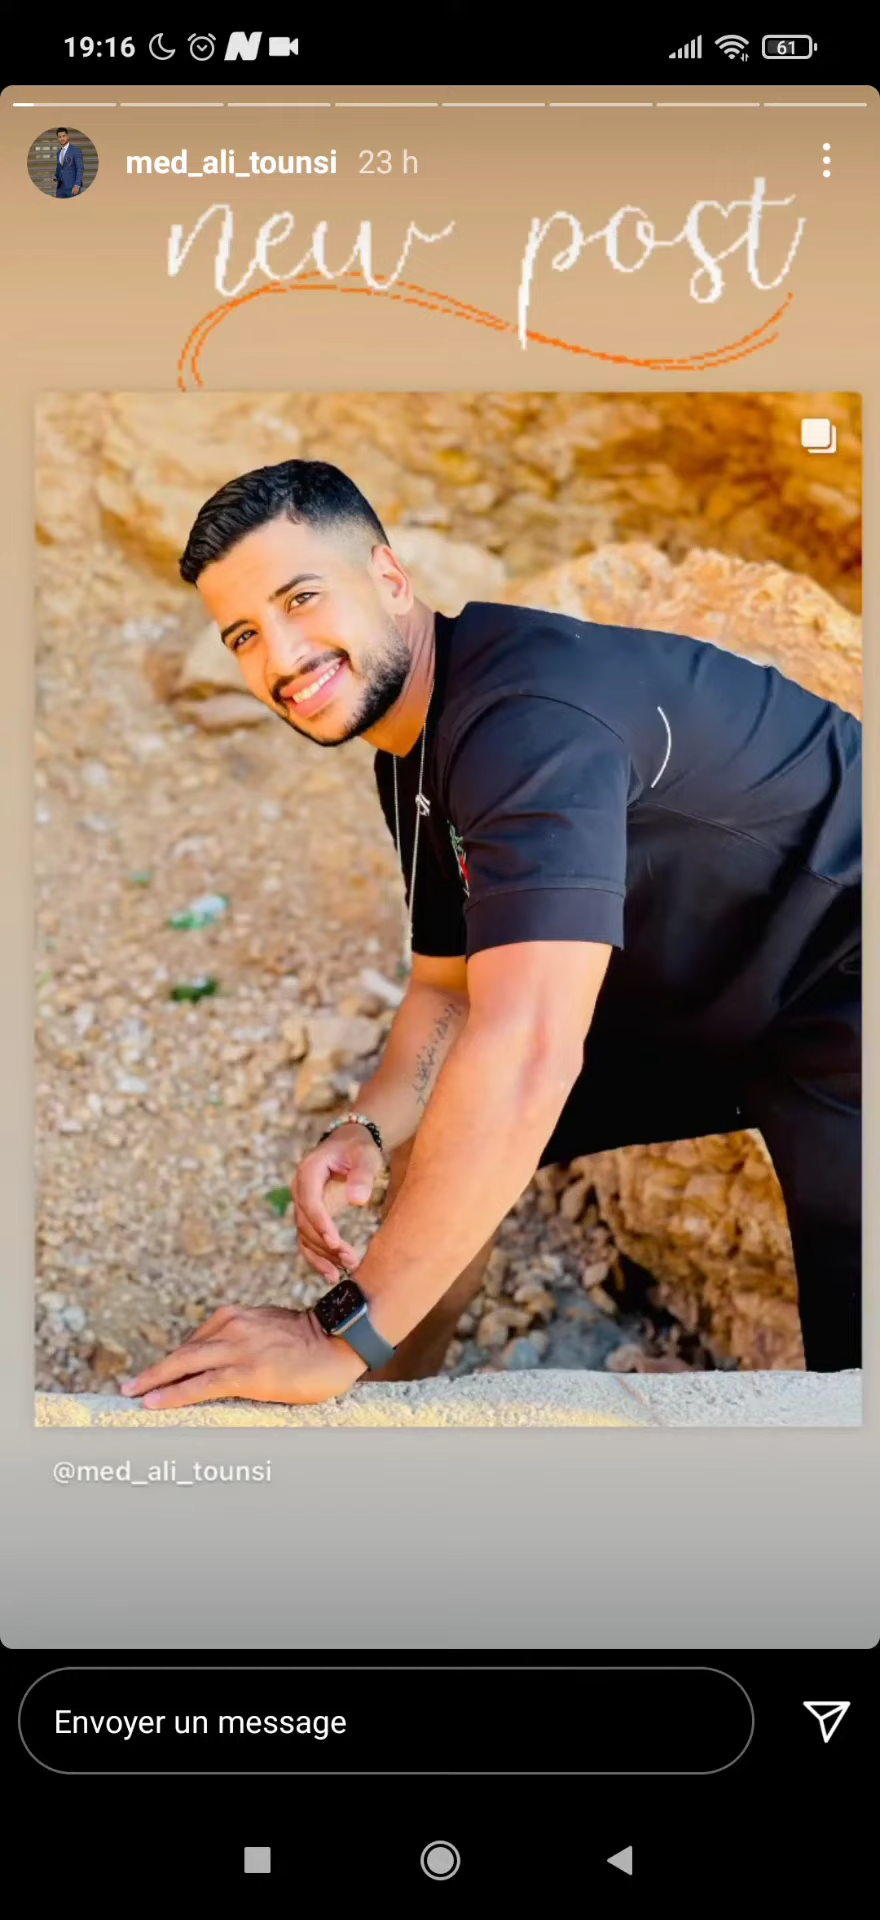 19:16
61
med_ali_tounsi 23 h
new post
@med_ali_tounsi
Envoyer un message